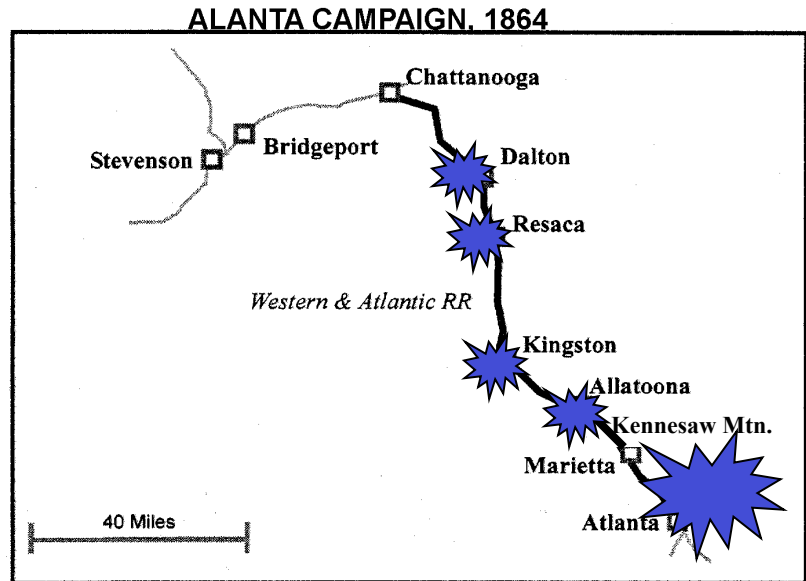 ALANTA CAMPAIGN, 1864
Chattanooga
Bridgeport
Stevenson
Dalton
Resaca
Western & Atlantic RR
Kingston
Allatoona
Kennesaw Mtn.
Marietta
40 Miles
Atlanta